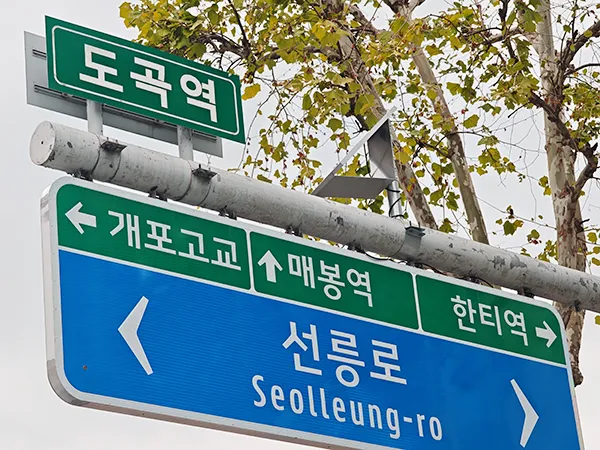 도곡역
← 개포고교
↑ 매봉역
한티역 →
선릉로
Seolleung-ro